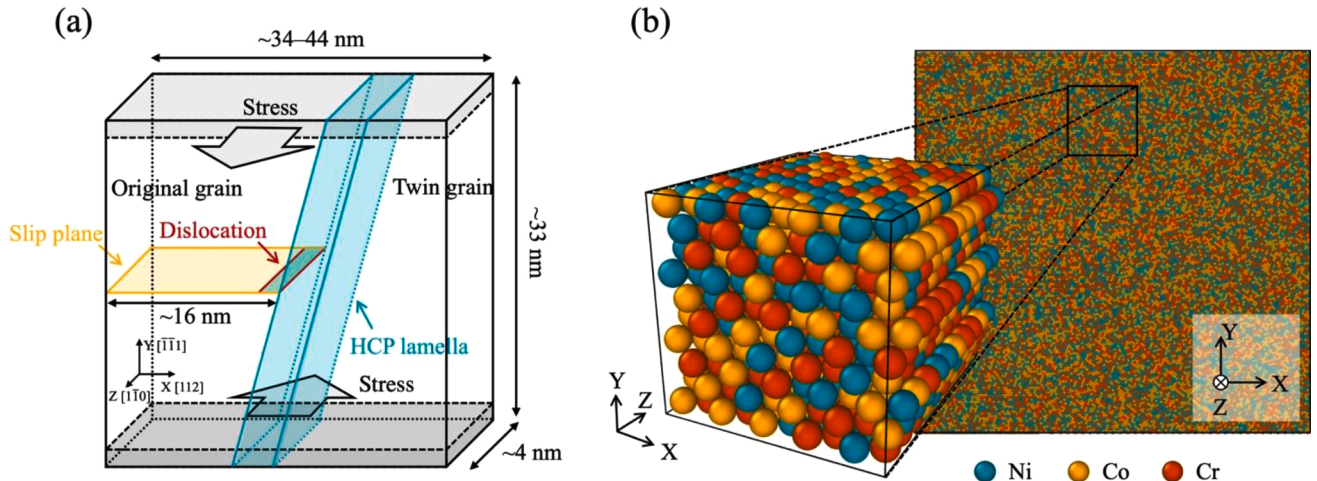 (a)
~34–44 nm
Stress
Original grain
Twin grain
Slip plane
Dislocation
~33 nm
~16 nm
HCP lamella
Y [1̅1̅1]
X [112]
Z [11̅0]
Stress
~4 nm
(b)
Y
Z
X
Y
X
Z
Ni
Co
Cr